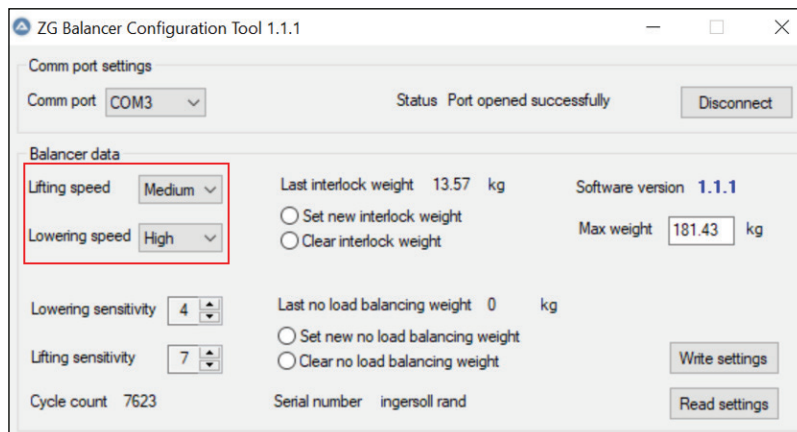 ZG Balancer Configuration Tool 1.1.1
Comm port settings
Comm port COM3 Status Port opened successfully Disconnect
Balancer data
Lifting speed Medium Last interlock weight 13.57 kg Software version 1.1.1
Set new interlock weight
Lowering speed High Clear interlock weight Max weight 181.43 kg
Lowering sensitivity 4 Last no load balancing weight 0 kg
Set new no load balancing weight
Lifting sensitivity 7 Clear no load balancing weight Write settings
Cycle count 7623 Serial number ingersoll rand Read settings